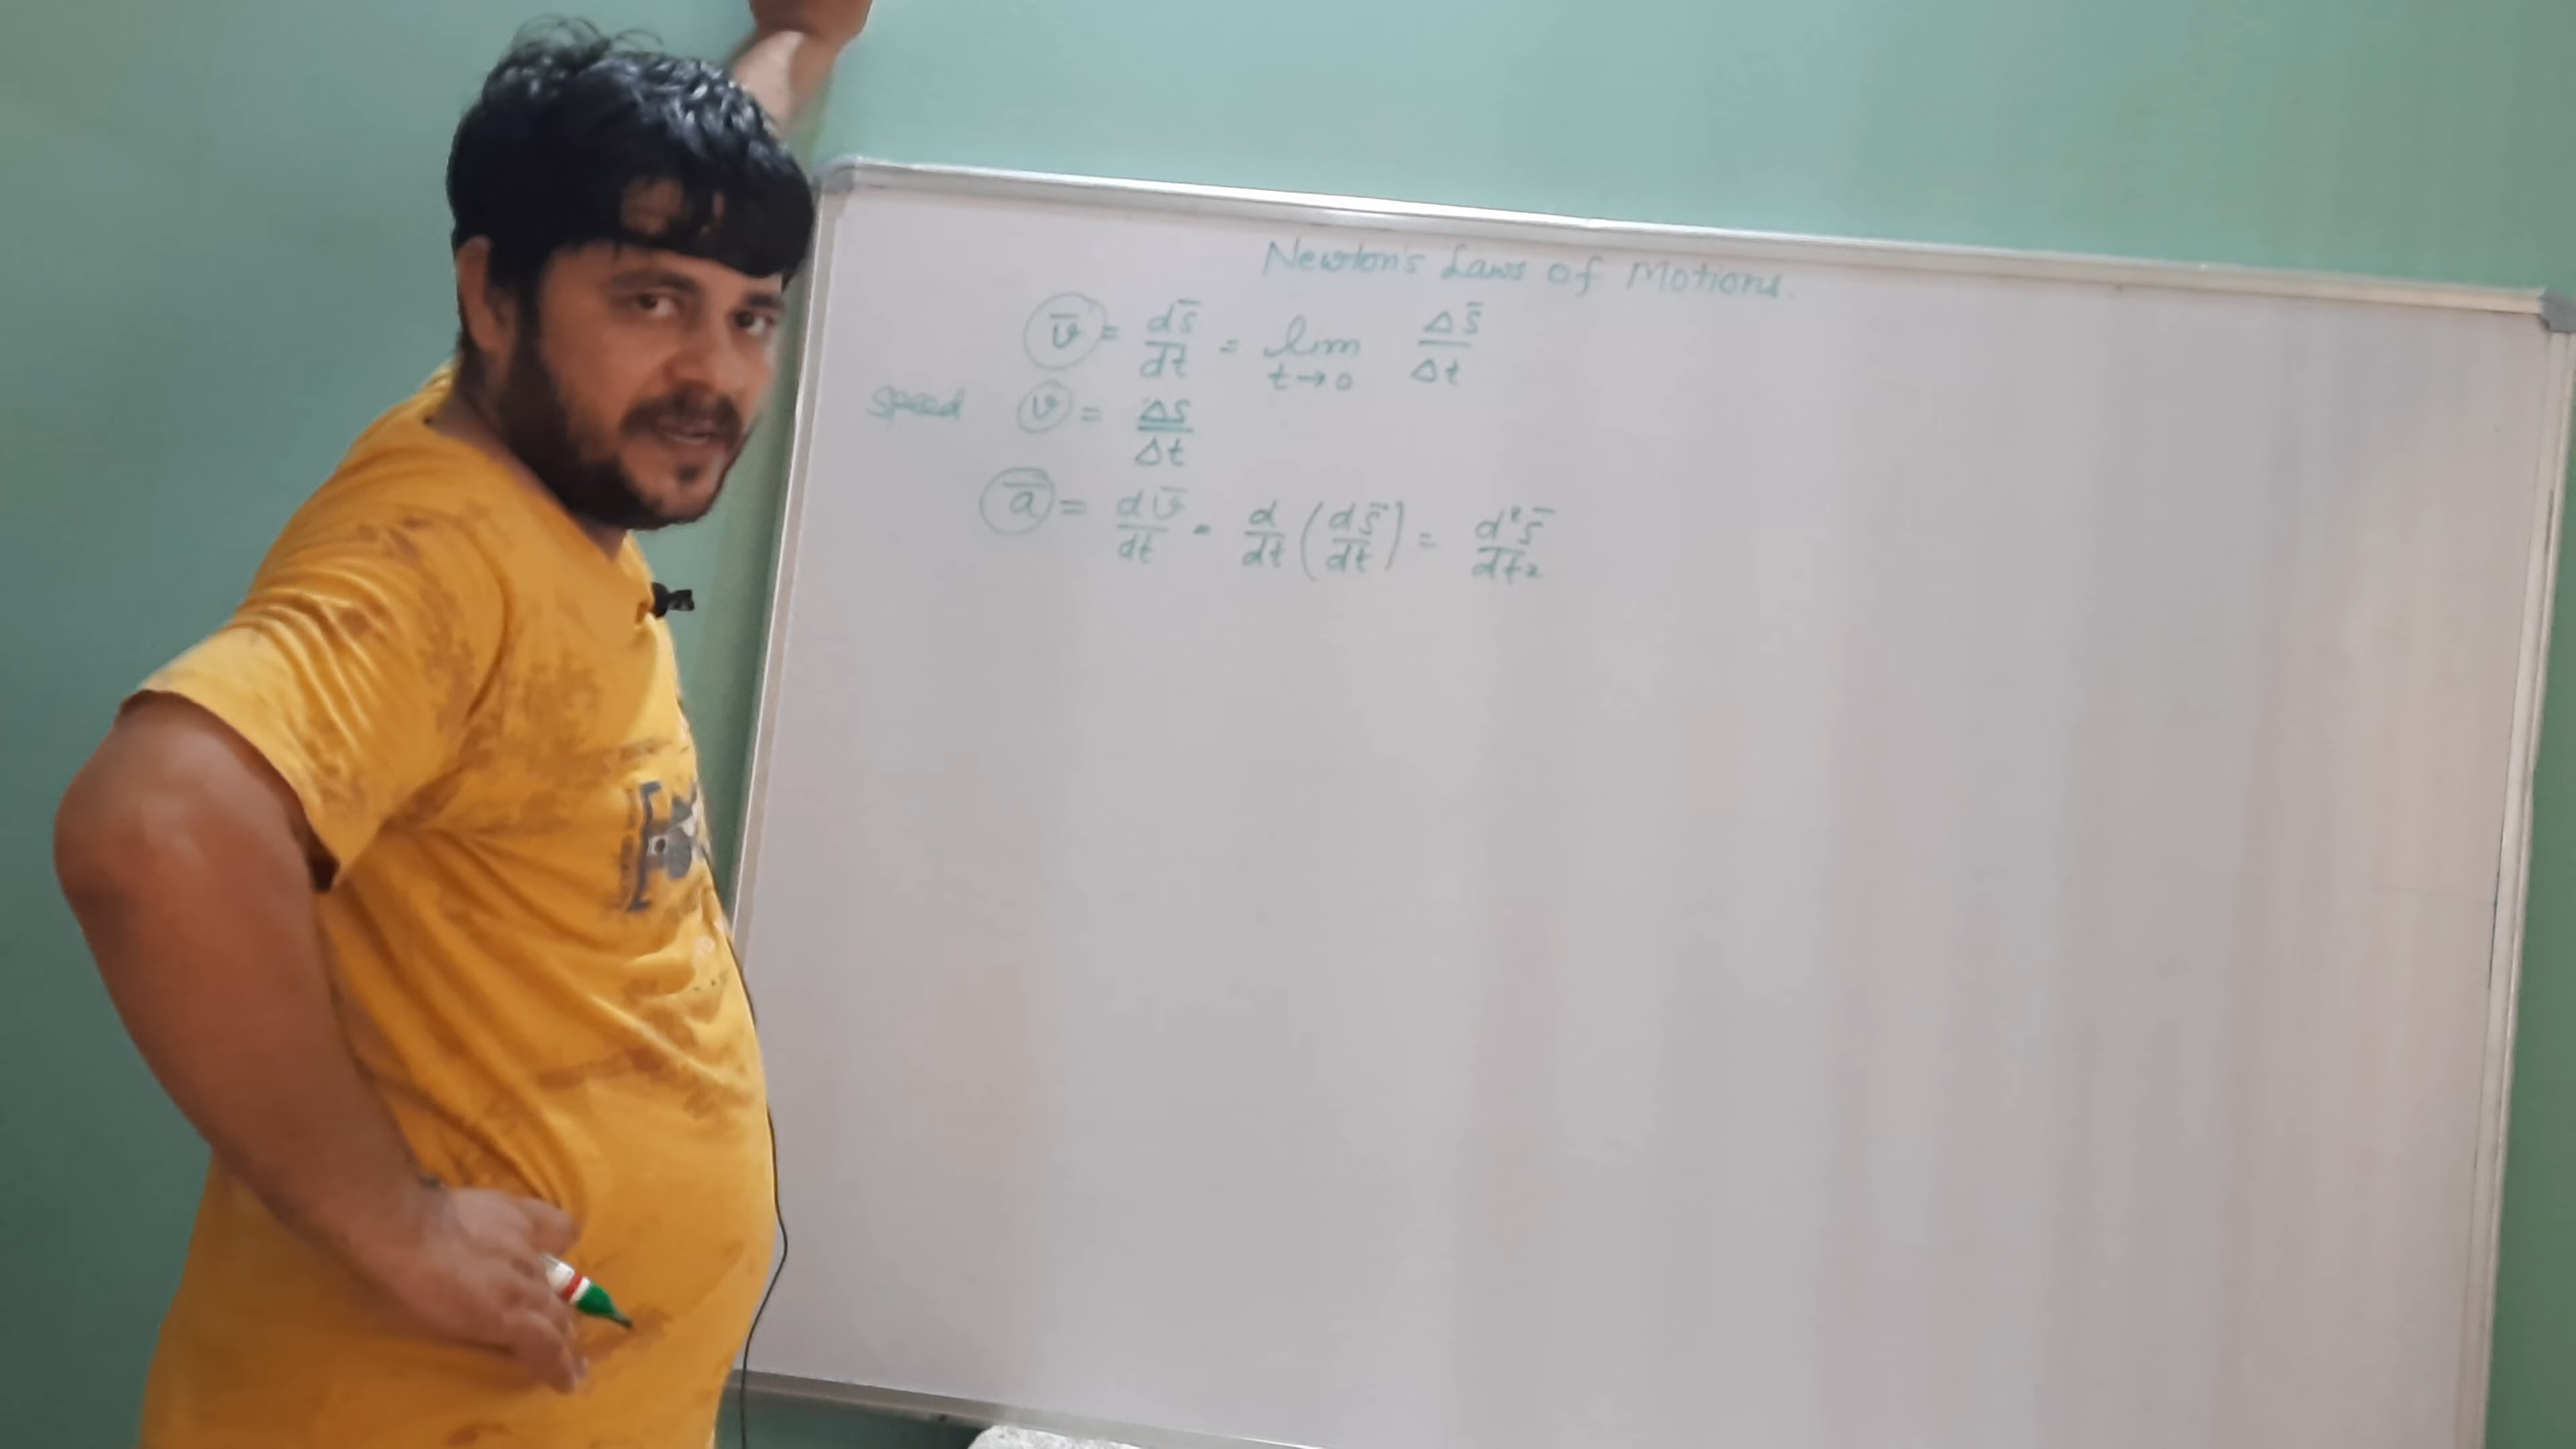 Newton's Laws of Motions.
v̄ = ds̄/dt = lim t→0 Δs̄/Δt
speed v = Δs/Δt
a̅ = dv̄/dt = d/dt (ds̄/dt) = d²s̄/dt²